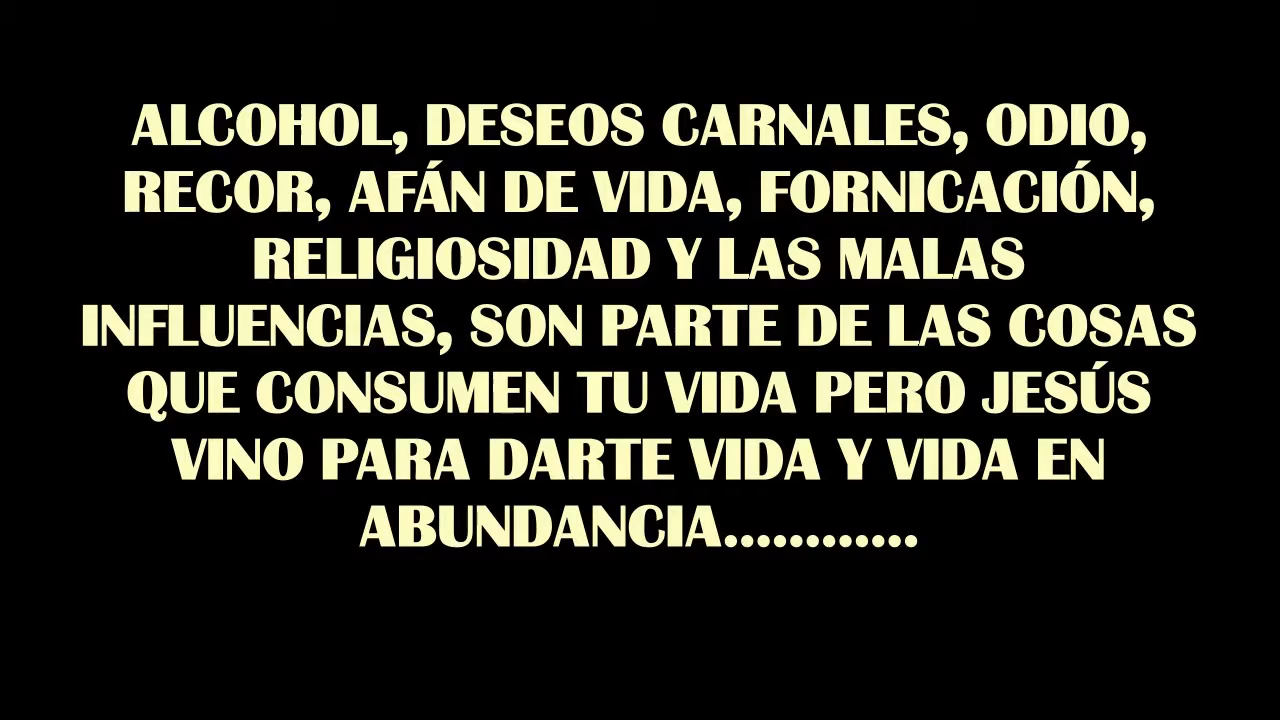 ALCOHOL, DESEOS CARNALES, ODIO,
RECOR, AFÁN DE VIDA, FORNICACIÓN,
RELIGIOSIDAD Y LAS MALAS
INFLUENCIAS, SON PARTE DE LAS COSAS
QUE CONSUMEN TU VIDA PERO JESÚS
VINO PARA DARTE VIDA Y VIDA EN
ABUNDANCIA............